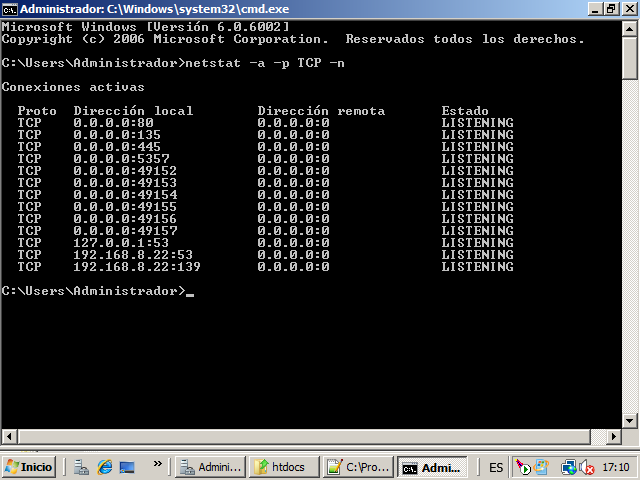 Administrador: C:\Windows\system32\cmd.exe
Microsoft Windows [Versión 6.0.6002]
Copyright (c) 2006 Microsoft Corporation.  Reservados todos los derechos.
C:\Users\Administrador>netstat -a -p TCP -n
Conexiones activas
Proto  Dirección local        Dirección remota       Estado
TCP    0.0.0.0:80             0.0.0.0:0              LISTENING
TCP    0.0.0.0:135            0.0.0.0:0              LISTENING
TCP    0.0.0.0:445            0.0.0.0:0              LISTENING
TCP    0.0.0.0:5357           0.0.0.0:0              LISTENING
TCP    0.0.0.0:49152          0.0.0.0:0              LISTENING
TCP    0.0.0.0:49153          0.0.0.0:0              LISTENING
TCP    0.0.0.0:49154          0.0.0.0:0              LISTENING
TCP    0.0.0.0:49155          0.0.0.0:0              LISTENING
TCP    0.0.0.0:49156          0.0.0.0:0              LISTENING
TCP    0.0.0.0:49157          0.0.0.0:0              LISTENING
TCP    127.0.0.1:53           0.0.0.0:0              LISTENING
TCP    192.168.8.22:53        0.0.0.0:0              LISTENING
TCP    192.168.8.22:139       0.0.0.0:0              LISTENING
C:\Users\Administrador>_
Inicio » Admini... htdocs C:\Pro... Admi... ES 17:10